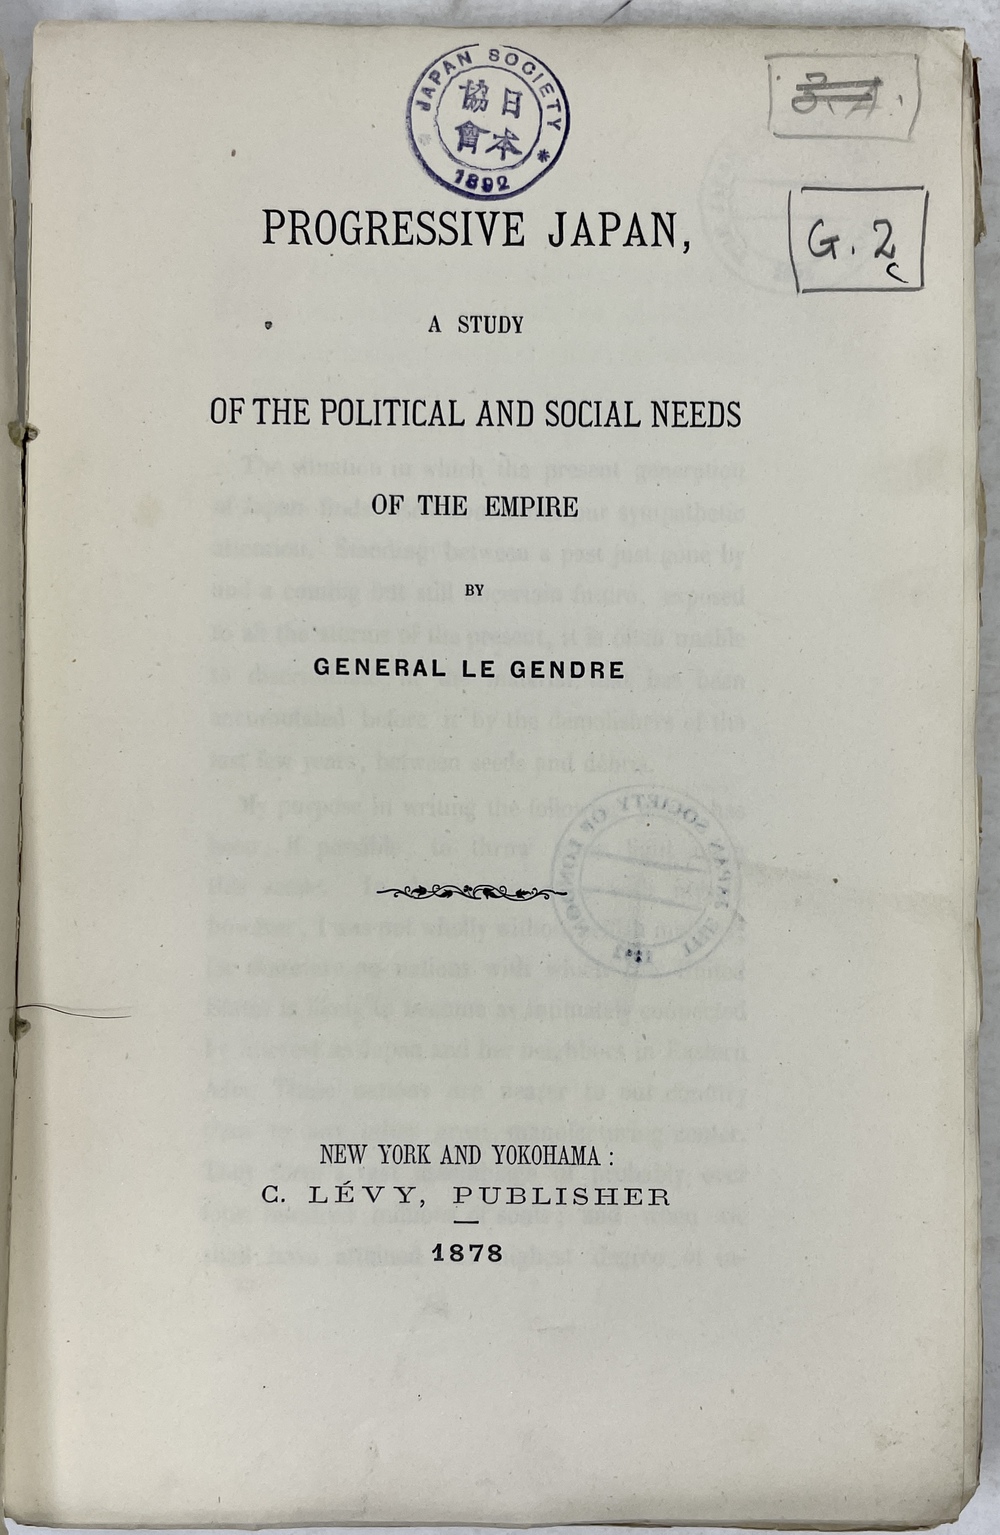 JAPAN SOCIETY
日本
協會
* 1892 *
G. 2
c
PROGRESSIVE JAPAN,
A STUDY
OF THE POLITICAL AND SOCIAL NEEDS
OF THE EMPIRE
BY
GENERAL LE GENDRE
NEW YORK AND YOKOHAMA :
C. LÉVY, PUBLISHER
1878